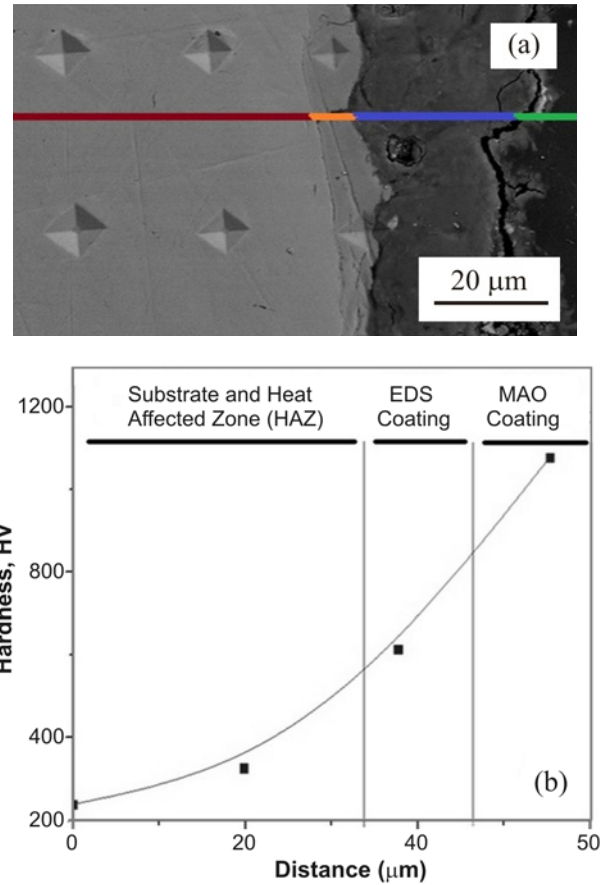 (a)
20 μm
Substrate and Heat
Affected Zone (HAZ)
EDS
Coating
MAO
Coating
1200
800
400
200
Hardness, HV
(b)
0
20
40
50
Distance (μm)